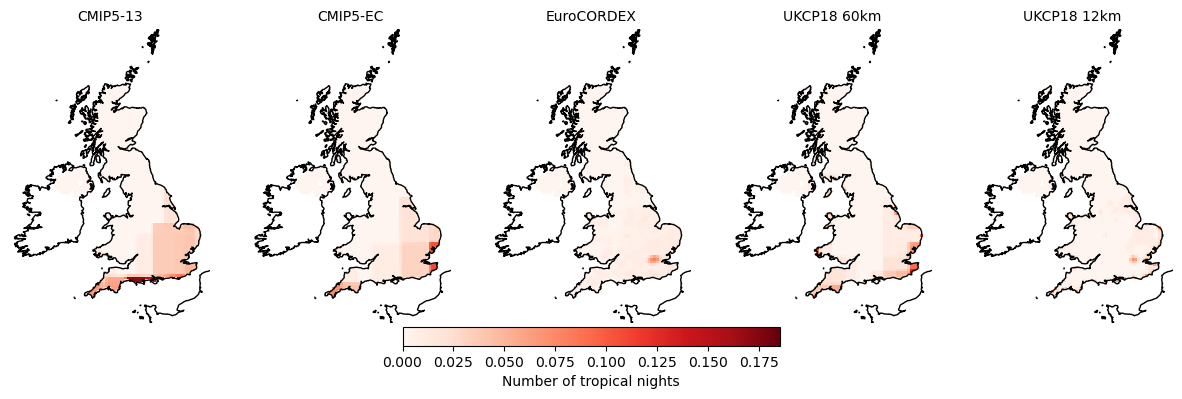 CMIP5-13 CMIP5-EC EuroCORDEX UKCP18 60km UKCP18 12km
0.000 0.025 0.050 0.075 0.100 0.125 0.150 0.175
Number of tropical nights